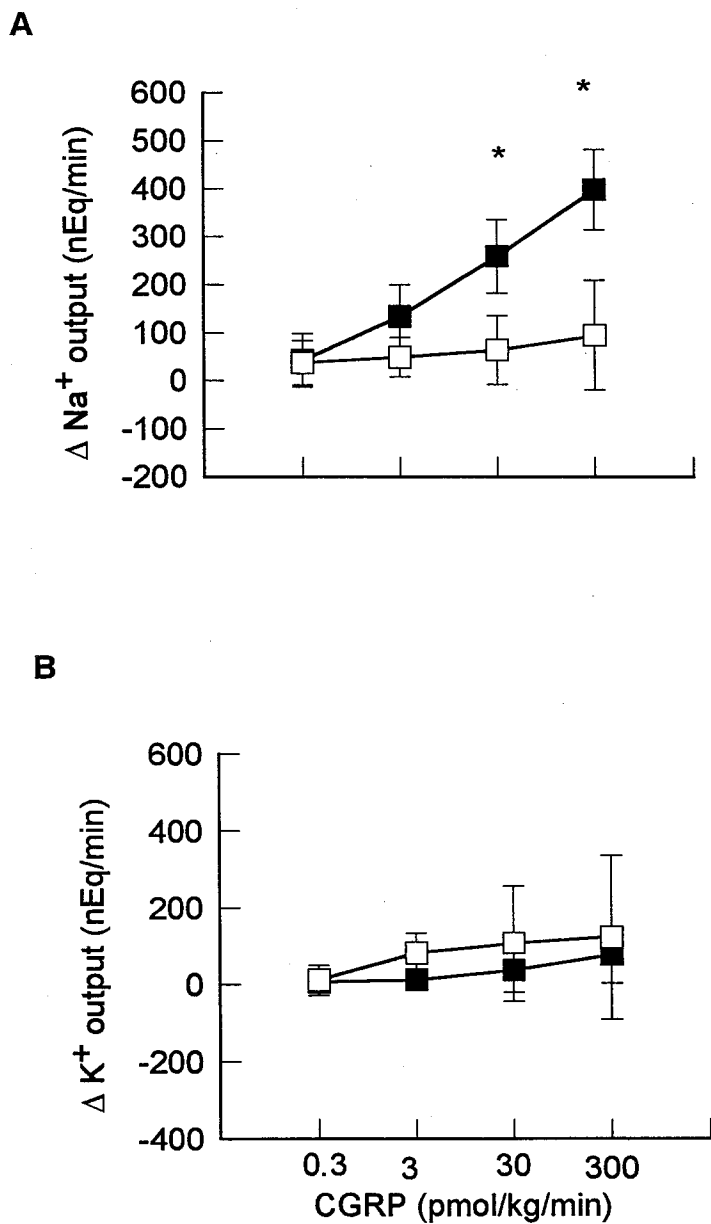 A
Δ Na+ output (nEq/min)
600
500
400
300
200
100
0
-100
-200
*
*
B
Δ K+ output (nEq/min)
600
400
200
0
-200
-400
0.3 3 30 300
CGRP (pmol/kg/min)